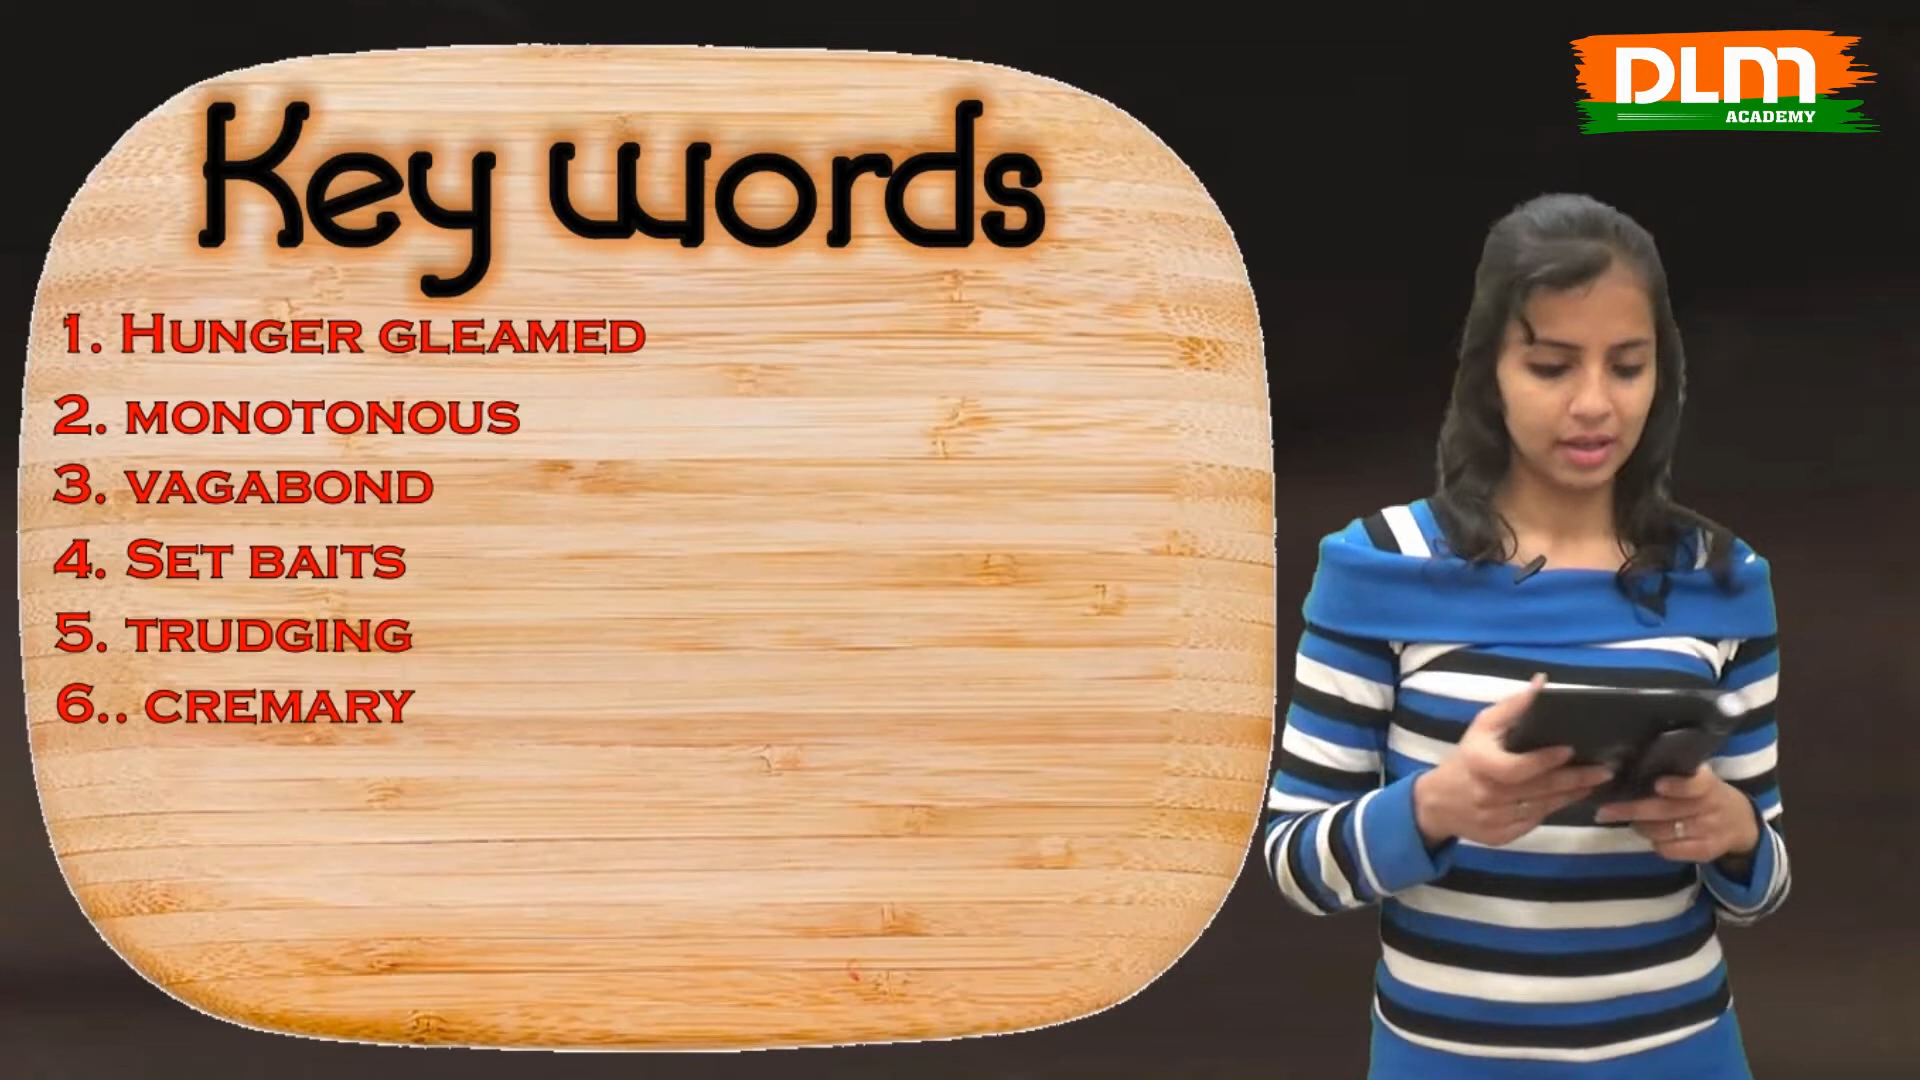 Key words
1. HUNGER GLEAMED
2. MONOTONOUS
3. VAGABOND
4. SET BAITS
5. TRUDGING
6.. CREMARY
DLM
ACADEMY